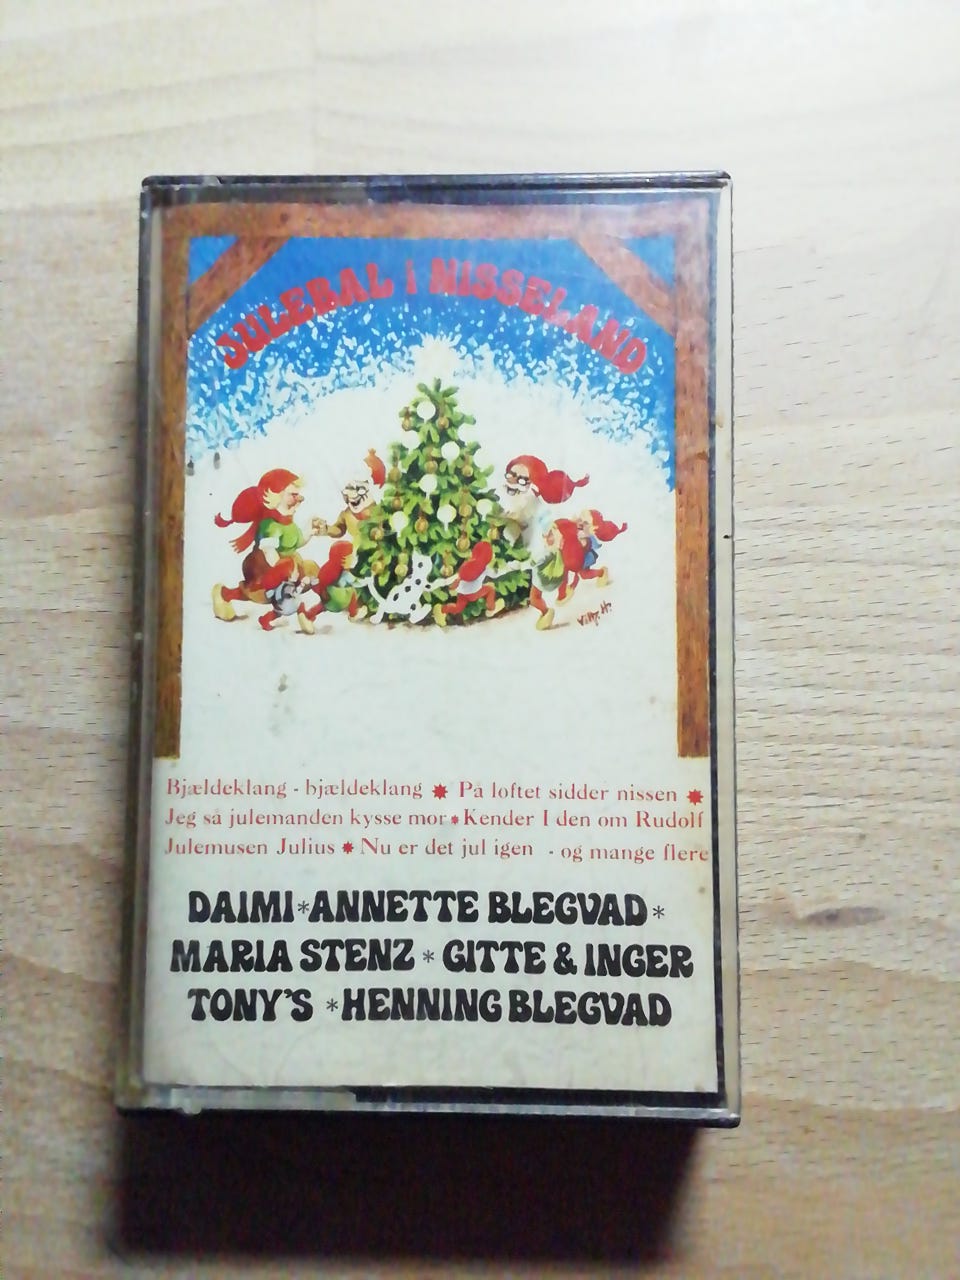 JULEBAL i NISSELAND
Bjældeklang - bjældeklang ✸ På loftet sidder nissen ✸
Jeg så julemanden kysse mor ✸ Kender I den om Rudolf
Julemusen Julius ✸ Nu er det jul igen - og mange flere
DAIMI * ANNETTE BLEGVAD *
MARIA STENZ * GITTE & INGER
TONY'S * HENNING BLEGVAD